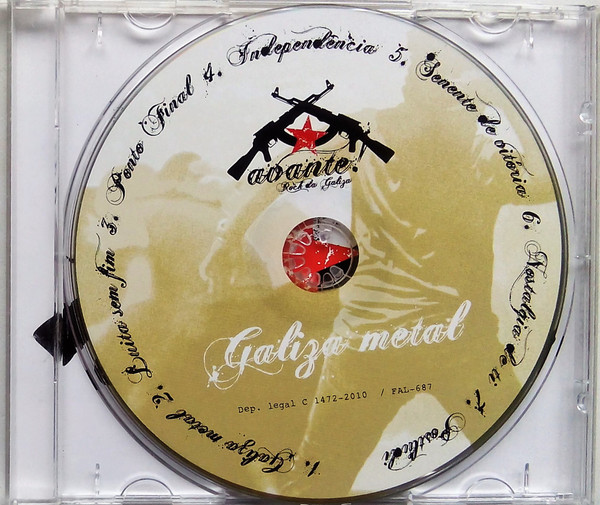 avante!
Rock da Galiza
Galiza metal
Dep. legal C 1472-2010 / FAL-687
1. Galiza metal
2. Luita sem fim
3. Ponto Final
4. Independência
5. Semente de vitória
6. Nostalgia de ti
7. Postludi